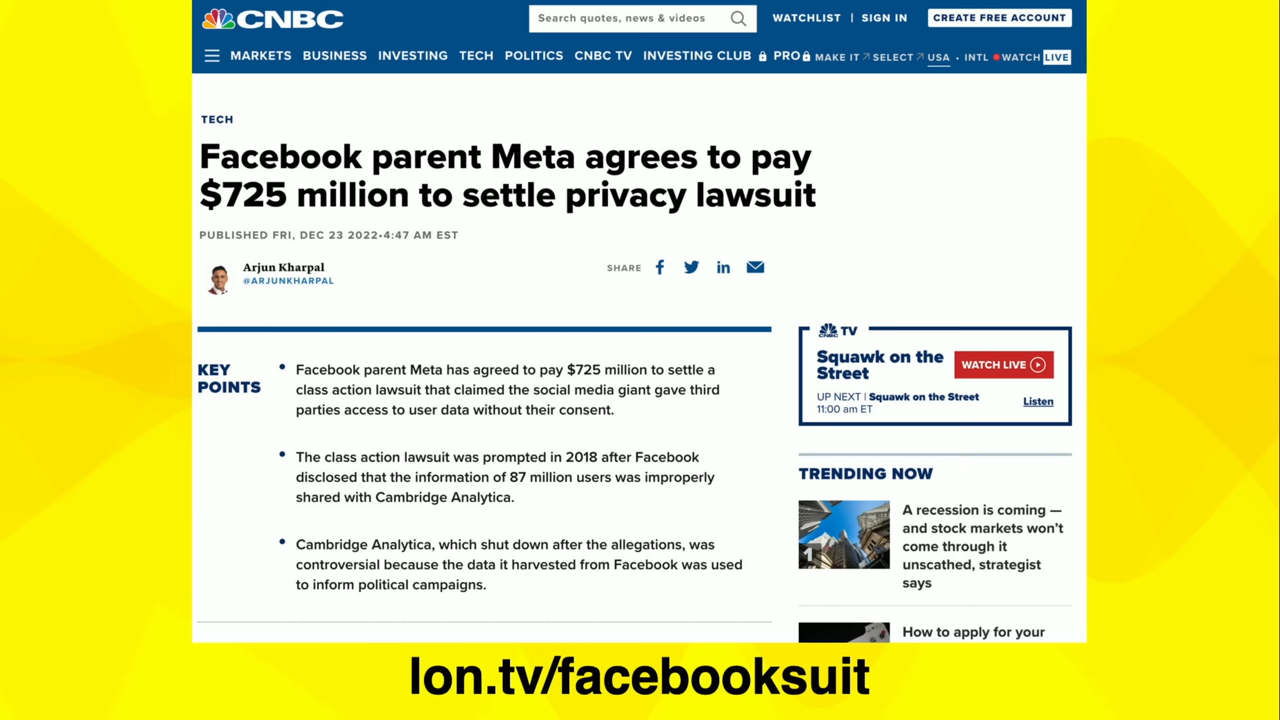 CNBC
Search quotes, news & videos
WATCHLIST | SIGN IN
CREATE FREE ACCOUNT
MARKETS BUSINESS INVESTING TECH POLITICS CNBC TV INVESTING CLUB PRO MAKE IT SELECT USA • INTL WATCH LIVE
TECH
Facebook parent Meta agrees to pay
$725 million to settle privacy lawsuit
PUBLISHED FRI, DEC 23 2022•4:47 AM EST
Arjun Kharpal
@ARJUNKHARPAL
SHARE
KEY
POINTS
• Facebook parent Meta has agreed to pay $725 million to settle a
class action lawsuit that claimed the social media giant gave third
parties access to user data without their consent.
• The class action lawsuit was prompted in 2018 after Facebook
disclosed that the information of 87 million users was improperly
shared with Cambridge Analytica.
• Cambridge Analytica, which shut down after the allegations, was
controversial because the data it harvested from Facebook was used
to inform political campaigns.
CNBC TV
Squawk on the
Street
WATCH LIVE
UP NEXT | Squawk on the Street
11:00 am ET
Listen
TRENDING NOW
1
A recession is coming —
and stock markets won't
come through it
unscathed, strategist
says
How to apply for your
lon.tv/facebooksuit